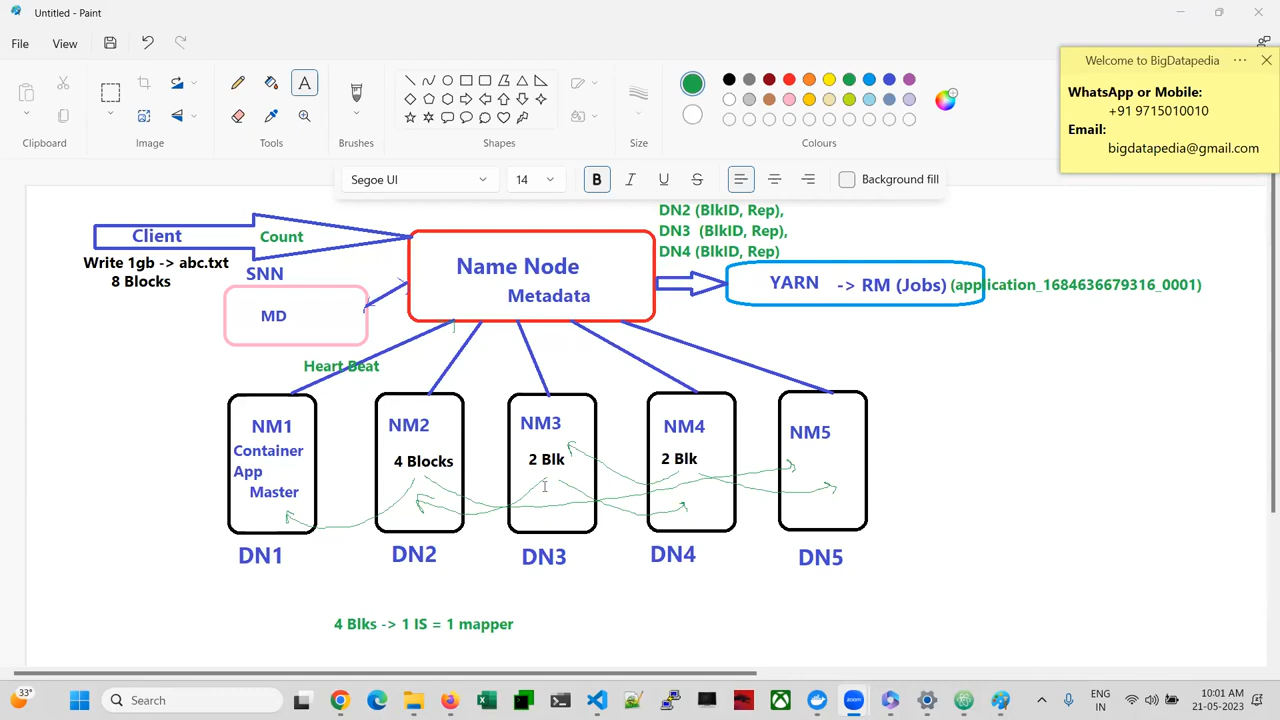 Untitled - Paint
File
View
Clipboard
Image
Tools
Brushes
Shapes
Size
Colours
Welcome to BigDatapedia
WhatsApp or Mobile:
+91 9715010010
Email:
bigdatapedia@gmail.com
Segoe UI
14
B
I
U
S
Background fill
DN2 (BlkID, Rep),
DN3 (BlkID, Rep),
DN4 (BlkID, Rep)
Client
Count
Write 1gb -> abc.txt
8 Blocks
SNN
MD
Name Node
Metadata
YARN -> RM (Jobs) (application_1684636679316_0001)
Heart Beat
NM1
Container
App
Master
NM2
4 Blocks
NM3
2 Blk
NM4
2 Blk
NM5
DN1
DN2
DN3
DN4
DN5
4 Blks -> 1 IS = 1 mapper
33°
Search
ENG
IN
10:01 AM
21-05-2023